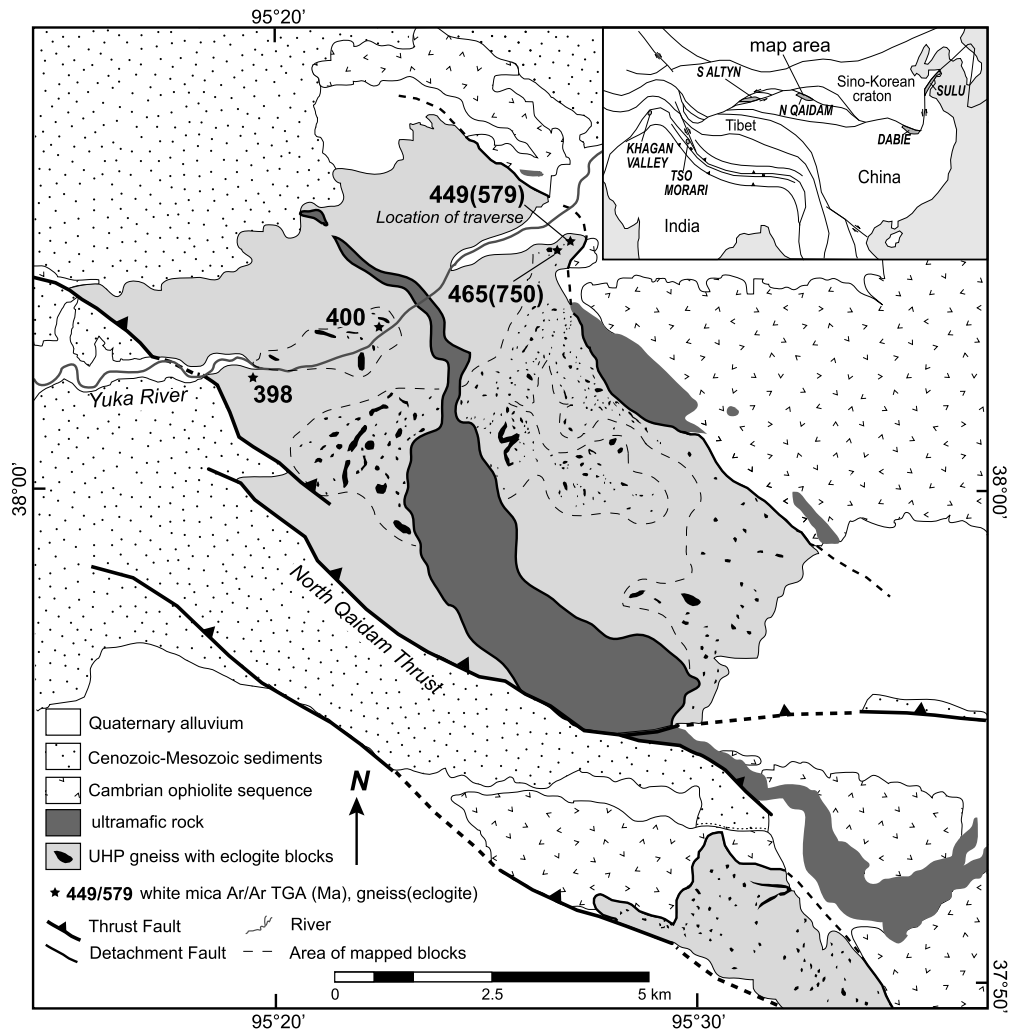 95°20'
map area
S ALTYN
Sino-Korean
craton
SULU
N QAIDAM
Tibet
DABIE
KHAGAN
VALLEY
TSO
MORARI
China
India
449(579)
Location of traverse
465(750)
400
398
Yuka River
38°00'
38°00'
North Qaidam Thrust
Quaternary alluvium
Cenozoic-Mesozoic sediments
Cambrian ophiolite sequence
ultramafic rock
UHP gneiss with eclogite blocks
N
449/579 white mica Ar/Ar TGA (Ma), gneiss(eclogite)
Thrust Fault
River
Detachment Fault
Area of mapped blocks
0 2.5 5 km
37°50'
95°20'
95°30'